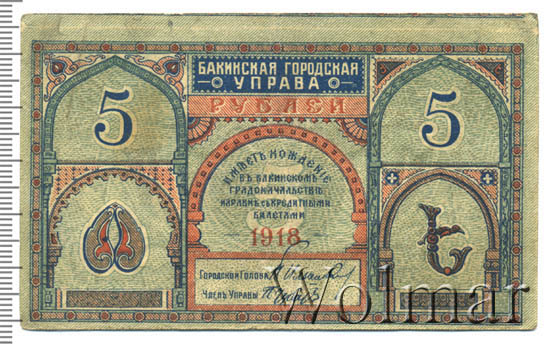 БАКИНСКАЯ ГОРОДСКАЯ
УПРАВА
5
РУБЛЕЙ
5
ИМѢЕТЪ ХОЖДЕНІЕ
ВЪ БАКИНСКОМЪ
ГРАДОНАЧАЛЬСТВѢ
НАРАВНѢ СЪ КРЕДИТНЫМИ
БИЛЕТАМИ
1918
ГОРОДСКОЙ ГОЛОВА
ЧЛЕНЪ УПРАВЫ
Volmar